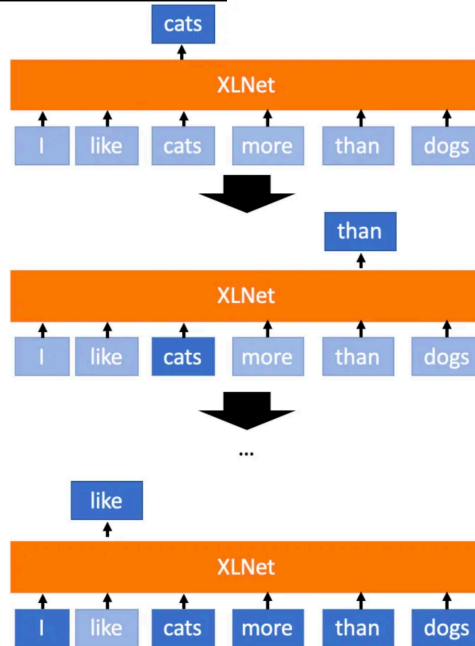 cats
XLNet
I like cats more than dogs
than
XLNet
I like cats more than dogs
...
like
XLNet
I like cats more than dogs